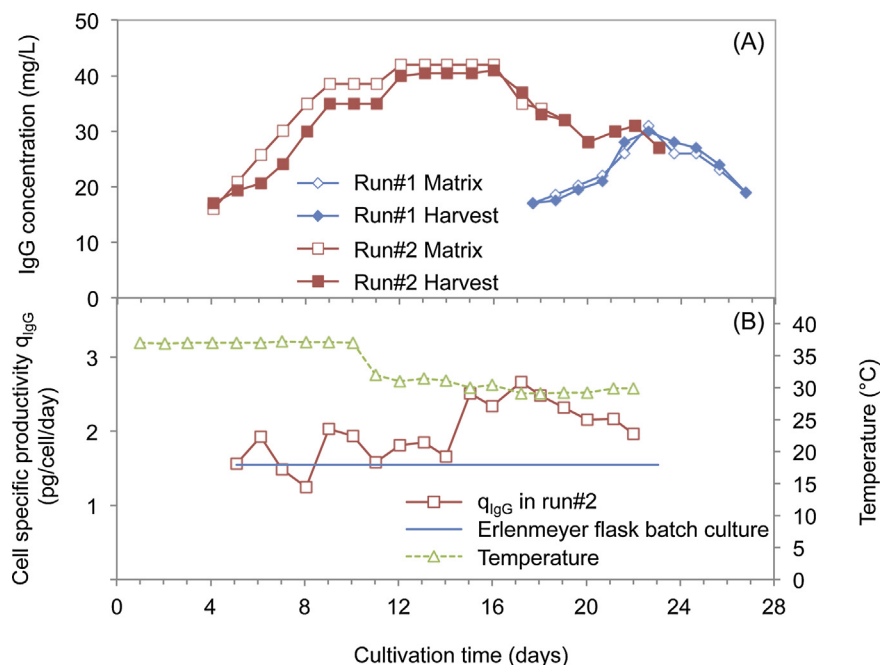 (A)
IgG concentration (mg/L)
50
40
30
20
10
0
Run#1 Matrix
Run#1 Harvest
Run#2 Matrix
Run#2 Harvest
(B)
Cell specific productivity qIgG
(pg/cell/day)
3
2
1
40
35
30
25
20
15
10
5
0
Temperature (°C)
qIgG in run#2
Erlenmeyer flask batch culture
Temperature
0 4 8 12 16 20 24 28
Cultivation time (days)